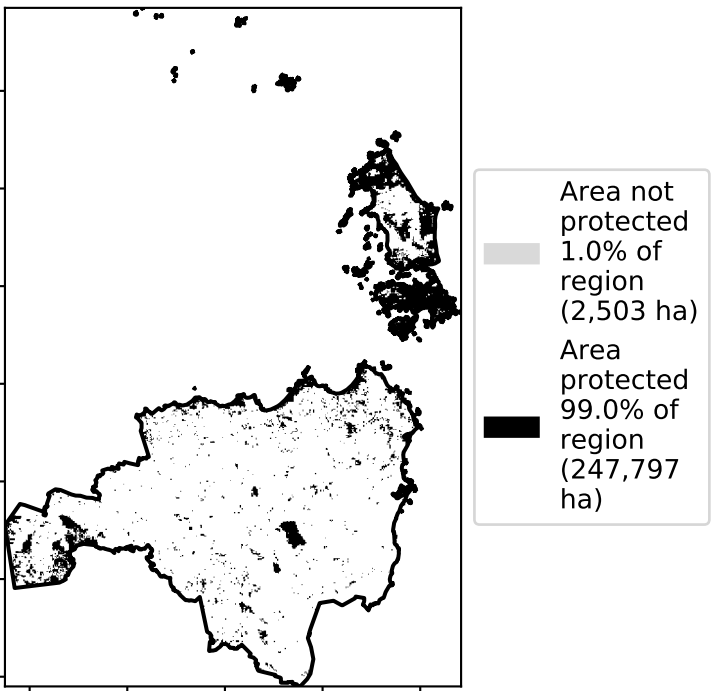 Area not
protected
1.0% of
region
(2,503 ha)
Area
protected
99.0% of
region
(247,797
ha)